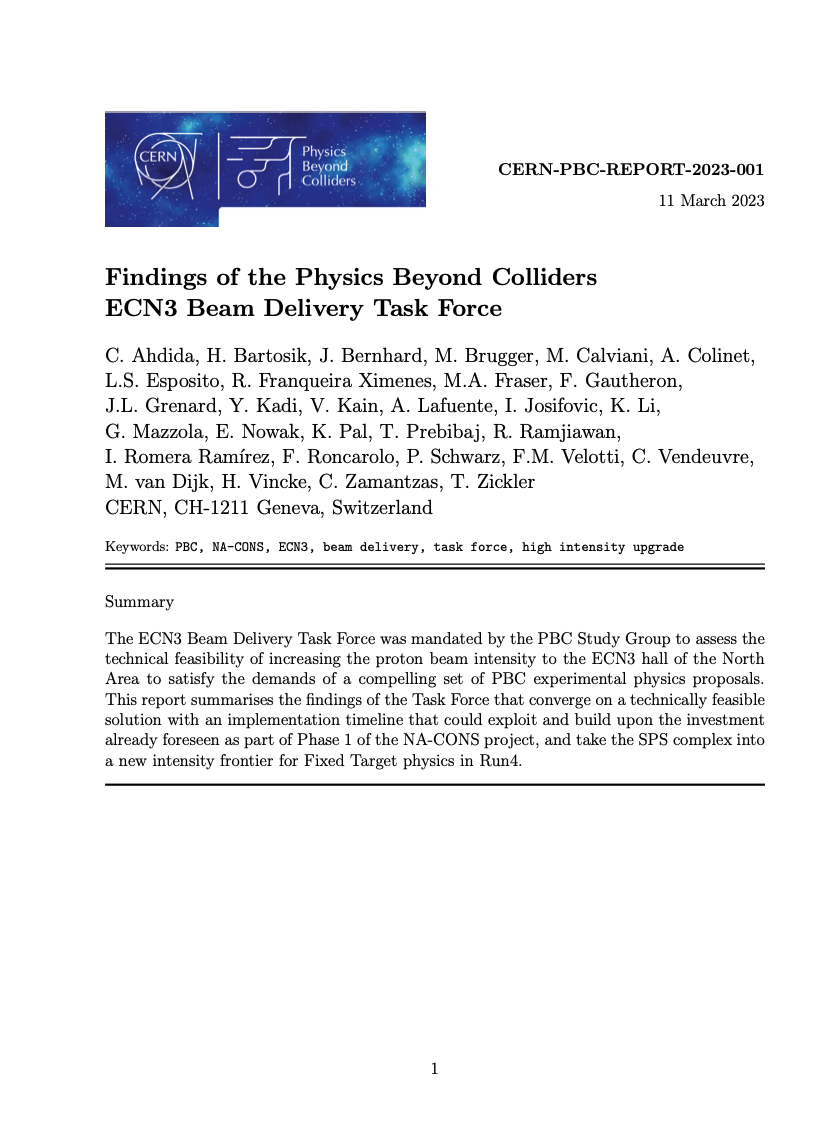 CERN
Physics
Beyond
Colliders
CERN-PBC-REPORT-2023-001
11 March 2023
Findings of the Physics Beyond Colliders
ECN3 Beam Delivery Task Force
C. Ahdida, H. Bartosik, J. Bernhard, M. Brugger, M. Calviani, A. Colinet,
L.S. Esposito, R. Franqueira Ximenes, M.A. Fraser, F. Gautheron,
J.L. Grenard, Y. Kadi, V. Kain, A. Lafuente, I. Josifovic, K. Li,
G. Mazzola, E. Nowak, K. Pal, T. Prebibaj, R. Ramjiawan,
I. Romera Ramírez, F. Roncarolo, P. Schwarz, F.M. Velotti, C. Vendeuvre,
M. van Dijk, H. Vincke, C. Zamantzas, T. Zickler
CERN, CH-1211 Geneva, Switzerland
Keywords: PBC, NA-CONS, ECN3, beam delivery, task force, high intensity upgrade
Summary
The ECN3 Beam Delivery Task Force was mandated by the PBC Study Group to assess the
technical feasibility of increasing the proton beam intensity to the ECN3 hall of the North
Area to satisfy the demands of a compelling set of PBC experimental physics proposals.
This report summarises the findings of the Task Force that converge on a technically feasible
solution with an implementation timeline that could exploit and build upon the investment
already foreseen as part of Phase 1 of the NA-CONS project, and take the SPS complex into
a new intensity frontier for Fixed Target physics in Run4.
1